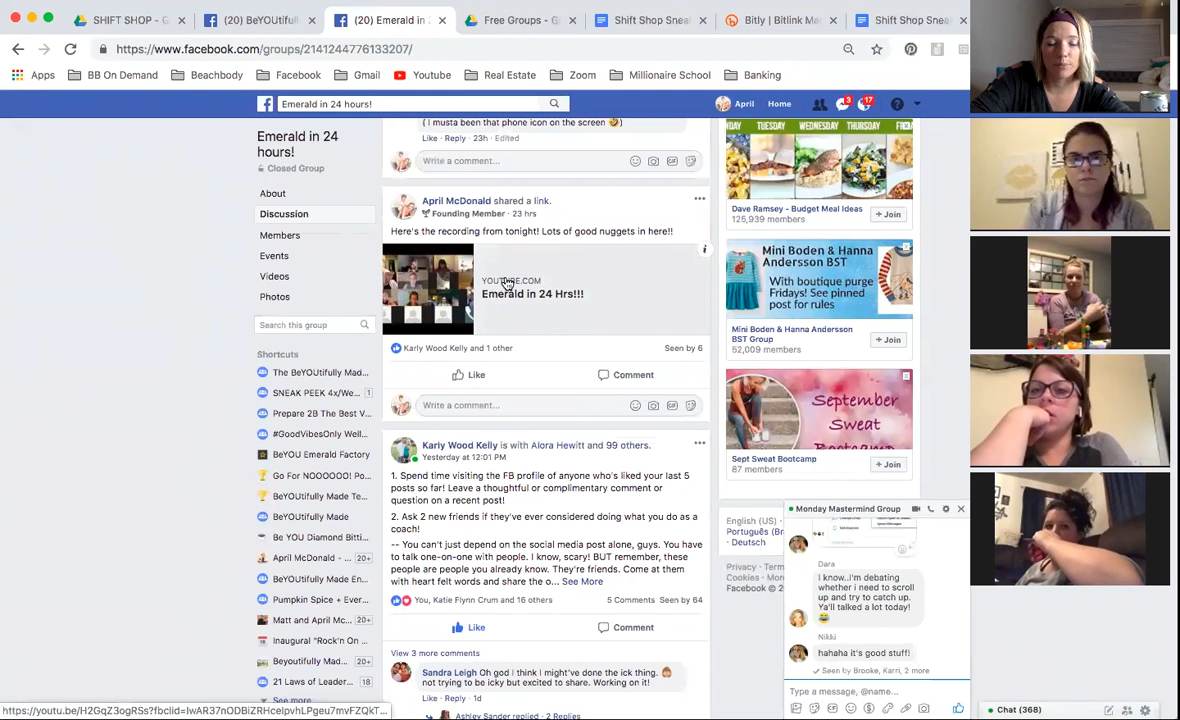 SHIFT SHOP - G
(20) BeYOUtifull
(20) Emerald in 2
Free Groups - G
Shift Shop Sneak
Bitly | Bitlink Ma
Shift Shop Snea
https://www.facebook.com/groups/2141244776133207/
Apps
BB On Demand
Beachbody
Facebook
Gmail
Youtube
Real Estate
Zoom
Millionaire School
Banking
Emerald in 24 hours!
April
Home
3
17
Emerald in 24
hours!
Closed Group
About
Discussion
Members
Events
Videos
Photos
Search this group
Shortcuts
The BeYOUtifully Mad...
SNEAK PEEK 4x/We... 1
Prepare 2B The Best V...
#GoodVibesOnly Well...
BeYOU Emerald Factory
Go For NOOOOOO! Po...
BeYOUtifully Made Te...
BeYOUtifully Made
Be YOU Diamond Bitti...
April McDonald - ... 20+
BeYOUtifully Made En...
Pumpkin Spice + Ever...
Matt and April Mc... 20+
Inaugural "Rock'n On ...
Beyoutifully Mad... 20+
21 Laws of Leader... 18
See more
(I musta been that phone icon on the screen 🤣)
Like · Reply · 23h · Edited
Write a comment...
April McDonald shared a link.
Founding Member · 23 hrs
Here's the recording from tonight! Lots of good nuggets in here!!
YOUTUBE.COM
Emerald in 24 Hrs!!!
Karly Wood Kelly and 1 other
Seen by 6
Like
Comment
Write a comment...
Karly Wood Kelly is with Alora Hewitt and 99 others.
Yesterday at 12:01 PM
1. Spend time visiting the FB profile of anyone who's liked your last 5
posts so far! Leave a thoughtful or complimentary comment or
question on a recent post!
2. Ask 2 new friends if they've ever considered doing what you do as a
coach!
-- You can't just depend on the social media post alone, guys. You have
to talk one-on-one with people. I know, scary! BUT remember, these
people are people you already know. They're friends. Come at them
with heart felt words and share the o... See More
You, Katie Flynn Crum and 16 others
5 Comments Seen by 64
Like
Comment
View 3 more comments
Sandra Leigh Oh god I think I might've done the ick thing. 🤷
not trying to be icky but excited to share. Working on it!
Like · Reply · 1d
Ashley Sander replied · 2 Replies
TUESDAY
WEDNESDAY
THURSDAY
Dave Ramsey - Budget Meal Ideas
125,939 members
+ Join
Mini Boden & Hanna
Andersson BST
With boutique purge
Fridays! See pinned
post for rules
Mini Boden & Hanna Andersson
BST Group
52,009 members
+ Join
September
Sweat
Bootcamp
Sept Sweat Bootcamp
87 members
+ Join
English (US) ·
Português (Br
· Deutsch
Privacy · Term
Cookies · Mor
Facebook ©
Monday Mastermind Group
Dara
I know..I'm debating
whether i need to scroll
up and try to catch up.
Ya'll talked a lot today!
😂
Nikki
hahaha it's good stuff!
Seen by Brooke, Karri, 2 more
Type a message, @name...
Chat (368)